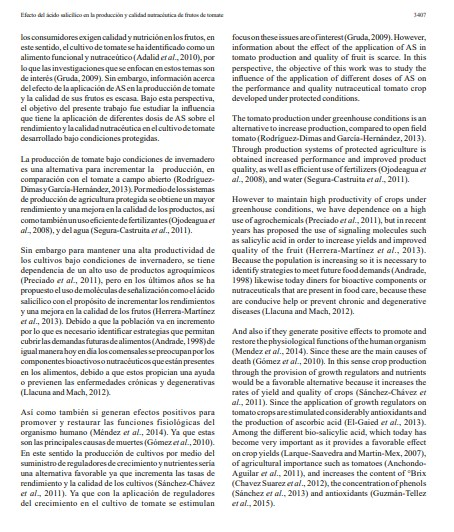 Efecto del ácido salicílico en la producción y calidad nutracéutica de frutos de tomate
3407
los consumidores exigen calidad y nutrición en los frutos, en
este sentido, el cultivo de tomate se ha identificado como un
alimento funcional y nutraceútico (Adalid et al., 2010), por
lo que las investigaciones que se enfocan en estos temas son
de interés (Gruda, 2009). Sin embargo, información acerca
del efecto de la aplicación de AS en la producción de tomate
y la calidad de sus frutos es escasa. Bajo esta perspectiva,
el objetivo del presente trabajo fue estudiar la influencia
que tiene la aplicación de diferentes dosis de AS sobre el
rendimiento y la calidad nutracéutica en el cultivo de tomate
desarrollado bajo condiciones protegidas.
La producción de tomate bajo condiciones de invernadero
es una alternativa para incrementar la producción, en
comparación con el tomate a campo abierto (Rodríguez-
Dimas y García-Hernández, 2013). Por medio de los sistemas
de producción de agricultura protegida se obtiene un mayor
rendimiento y una mejora en la calidad de los productos, así
como también un uso eficiente de fertilizantes (Ojodeagua et
al., 2008), y del agua (Segura-Castruita et al., 2011).
Sin embargo para mantener una alta productividad de
los cultivos bajo condiciones de invernadero, se tiene
dependencia de un alto uso de productos agroquímicos
(Preciado et al., 2011), pero en los últimos años se ha
propuesto el uso de moléculas de señalización como el ácido
salicílico con el propósito de incrementar los rendimientos
y una mejora en la calidad de los frutos (Herrera-Martínez
et al., 2013). Debido a que la población va en incremento
por lo que es necesario identificar estrategias que permitan
cubrir las demandas futuras de alimentos (Andrade, 1998) de
igual manera hoy en día los comensales se preocupan por los
componentes bioactivos o nutracéuticos que están presentes
en los alimentos, debido a que estos propician una ayuda
o previenen las enfermedades crónicas y degenerativas
(Llacuna and Mach, 2012).
Así como también si generan efectos positivos para
promover y restaurar las funciones fisiológicas del
organismo humano (Méndez et al., 2014). Ya que estas
son las principales causas de muertes (Gómez et al., 2010).
En este sentido la producción de cultivos por medio del
suministro de reguladores de crecimiento y nutrientes sería
una alternativa favorable ya que incrementa las tasas de
rendimiento y la calidad de los cultivos (Sánchez-Chávez
et al., 2011). Ya que con la aplicación de reguladores
del crecimiento en el cultivo de tomate se estimulan
focus on these issues are of interest (Gruda, 2009). However,
information about the effect of the application of AS in
tomato production and quality of fruit is scarce. In this
perspective, the objective of this work was to study the
influence of the application of different doses of AS on
the performance and quality nutraceutical tomato crop
developed under protected conditions.
The tomato production under greenhouse conditions is an
alternative to increase production, compared to open field
tomato (Rodríguez-Dimas and García-Hernández, 2013).
Through production systems of protected agriculture is
obtained increased performance and improved product
quality, as well as efficient use of fertilizers (Ojodeagua et
al., 2008), and water (Segura-Castruita et al., 2011).
However to maintain high productivity of crops under
greenhouse conditions, we have dependence on a high
use of agrochemicals (Preciado et al., 2011), but in recent
years has proposed the use of signaling molecules such
as salicylic acid in order to increase yields and improved
quality of the fruit (Herrera-Martínez et al., 2013).
Because the population is increasing so it is necessary to
identify strategies to meet future food demands (Andrade,
1998) likewise today diners for bioactive components or
nutraceuticals that are present in food care, because these
are conducive help or prevent chronic and degenerative
diseases (Llacuna and Mach, 2012).
And also if they generate positive effects to promote and
restore the physiological functions of the human organism
(Mendez et al., 2014). Since these are the main causes of
death (Gómez et al., 2010). In this sense crop production
through the provision of growth regulators and nutrients
would be a favorable alternative because it increases the
rates of yield and quality of crops (Sánchez-Chávez et
al., 2011). Since the application of growth regulators on
tomato crops are stimulated considerably antioxidants and
the production of ascorbic acid (El-Gaied et al., 2013).
Among the different bio-salicylic acid, which today has
become very important as it provides a favorable effect
on crop yields (Larque-Saavedra and Martin-Mex, 2007),
of agricultural importance such as tomatoes (Anchondo-
Aguilar et al., 2011), and increases the content of °Brix
(Chavez Suarez et al., 2012), the concentration of phenols
(Sánchez et al., 2013) and antioxidants (Guzmán-Téllez
et al., 2015).